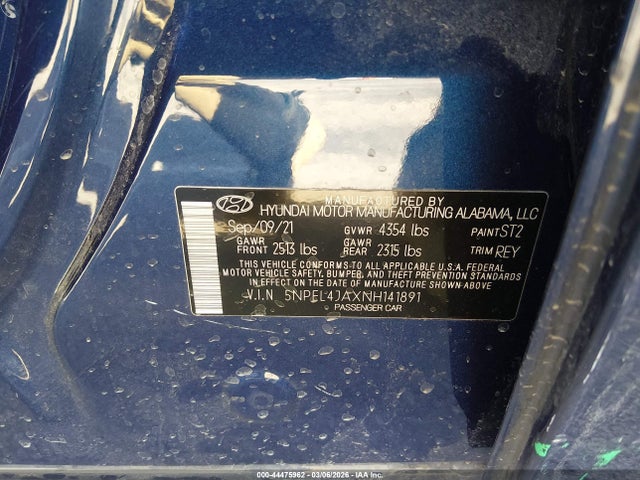 MANUFACTURED BY
HYUNDAI MOTOR MANUFACTURING ALABAMA, LLC
Sep/09/21 GVWR 4354 lbs PAINT ST2
GAWR FRONT 2513 lbs GAWR REAR 2315 lbs TRIM REY
THIS VEHICLE CONFORMS TO ALL APPLICABLE U.S.A. FEDERAL
MOTOR VEHICLE SAFETY, BUMPER, AND THEFT PREVENTION STANDARDS
IN EFFECT ON THE DATE OF MANUFACTURE SHOWN ABOVE.
V.I.N 5NPEL4JAXNH141891
PASSENGER CAR
000-44475962 - 03/06/2026 - IAA Inc.